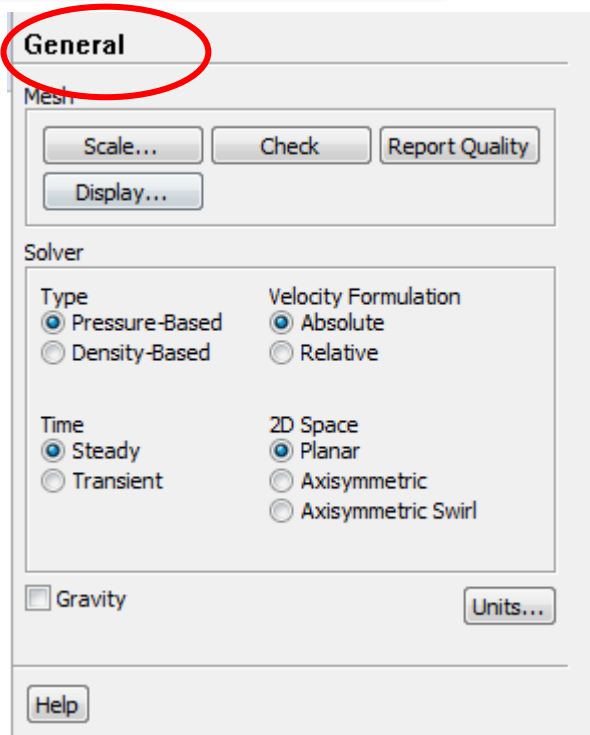 General
Mesh
Scale... Check Report Quality
Display...
Solver
Type Velocity Formulation
Pressure-Based Absolute
Density-Based Relative
Time 2D Space
Steady Planar
Transient Axisymmetric
Axisymmetric Swirl
Gravity Units...
Help